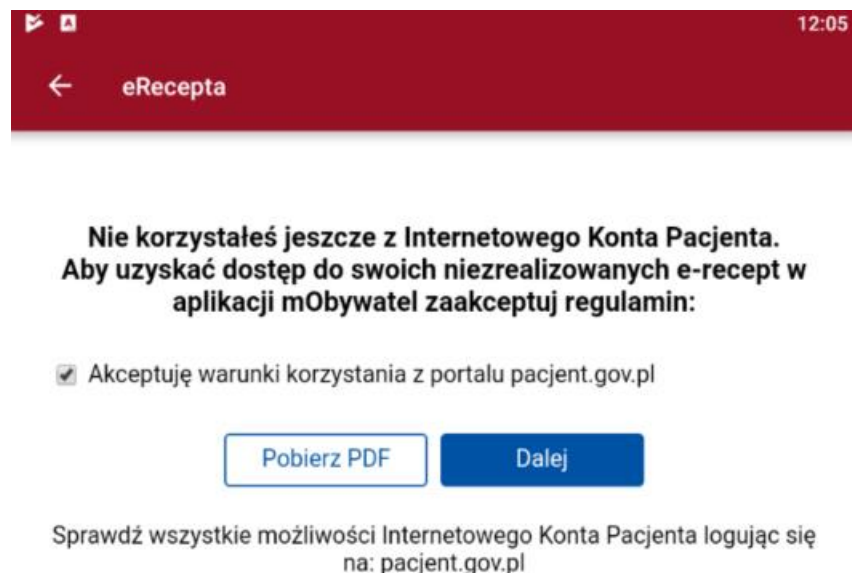 12:05
eRecepta
Nie korzystałeś jeszcze z Internetowego Konta Pacjenta.
Aby uzyskać dostęp do swoich niezrealizowanych e-recept w
aplikacji mObywatel zaakceptuj regulamin:
Akceptuję warunki korzystania z portalu pacjent.gov.pl
Pobierz PDF
Dalej
Sprawdź wszystkie możliwości Internetowego Konta Pacjenta logując się
na: pacjent.gov.pl